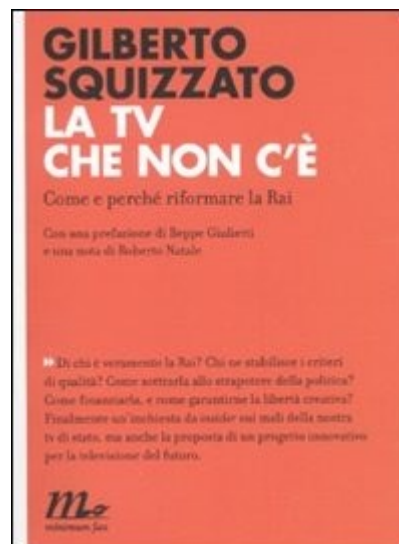 GILBERTO
SQUIZZATO
LA TV
CHE NON C'È
Come e perché riformare la Rai
Con una prefazione di Beppe Giulietti
e una nota di Roberto Natale
Di chi è veramente la Rai? Chi ne stabilisce i criteri
di qualità? Come sottrarla allo strapotere della politica?
Come finanziarla, e come garantirne la libertà creativa?
Finalmente un'inchiesta da insider sui mali della nostra
tv di stato, ma anche la proposta di un progetto innovativo
per la televisione del futuro.
minimum fax